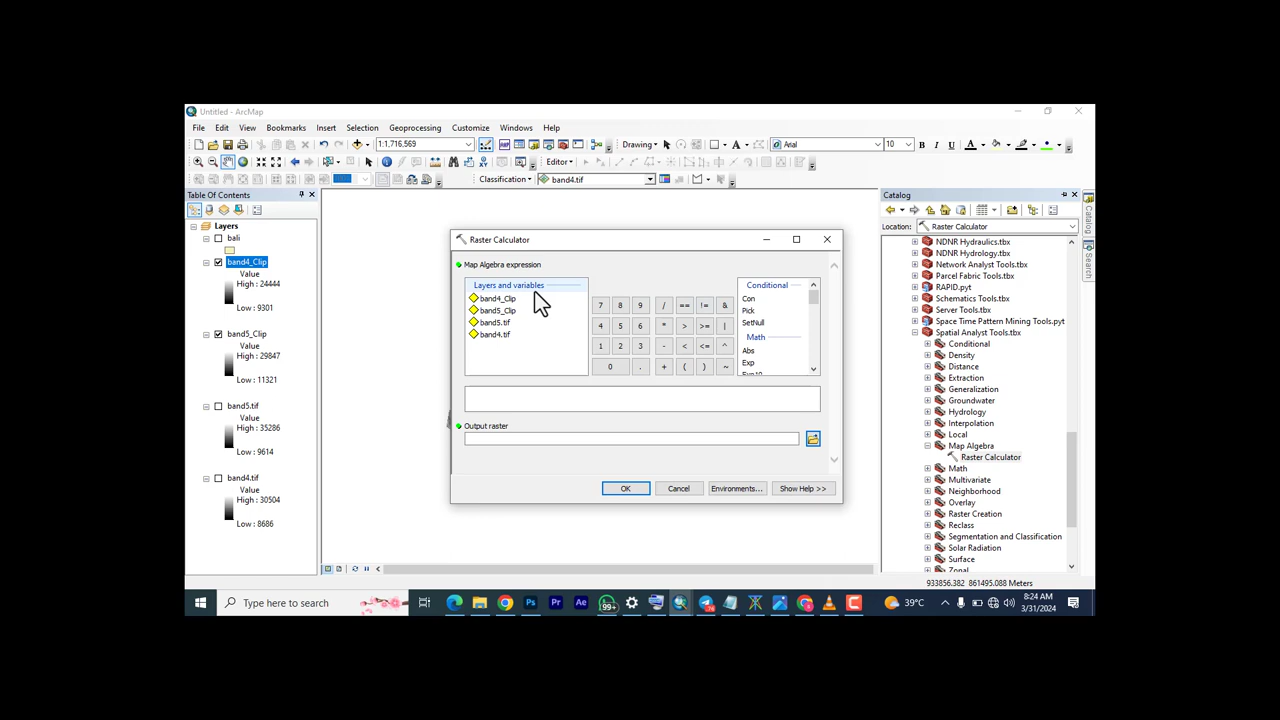 Untitled - ArcMap
File Edit View Bookmarks Insert Selection Geoprocessing Customize Windows Help
1:1,716,569
Drawing
Arial
10
B I U A
Editor
Classification
band4.tif
Table Of Contents
Layers
bali
band4_Clip
Value
High : 24444
Low : 9301
band5_Clip
Value
High : 29847
Low : 11321
band5.tif
Value
High : 35286
Low : 9614
band4.tif
Value
High : 30504
Low : 8686
Raster Calculator
Map Algebra expression
Layers and variables
band4_Clip
band5_Clip
band5.tif
band4.tif
7 8 9 / == != &
4 5 6 * > >= |
1 2 3 - < <= ^
0 . + ( ) ~
Conditional
Con
Pick
SetNull
Math
Abs
Exp
Exp10
Output raster
OK
Cancel
Environments...
Show Help >>
Catalog
Location: Raster Calculator
NDNR Hydraulics.tbx
NDNR Hydrology.tbx
Network Analyst Tools.tbx
Parcel Fabric Tools.tbx
RAPID.pyt
Schematics Tools.tbx
Server Tools.tbx
Space Time Pattern Mining Tools.pyt
Spatial Analyst Tools.tbx
Conditional
Density
Distance
Extraction
Generalization
Groundwater
Hydrology
Interpolation
Local
Map Algebra
Raster Calculator
Math
Multivariate
Neighborhood
Overlay
Raster Creation
Reclass
Segmentation and Classification
Solar Radiation
Surface
Zonal
Catalog
Search
933856.382 861495.088 Meters
Type here to search
99+
39°C
8:24 AM
3/31/2024